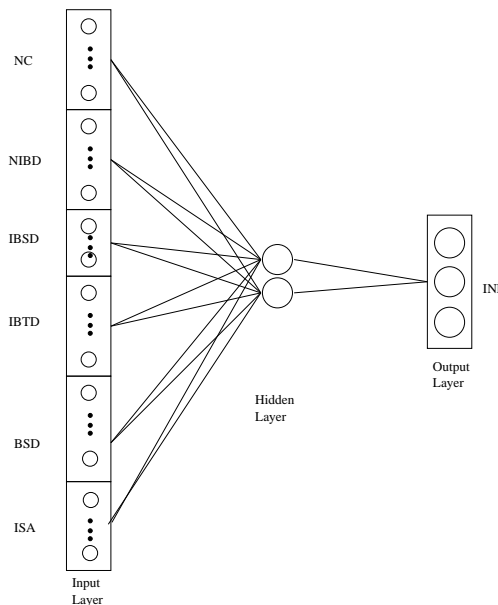 NC
NIBD
IBSD
IBTD
BSD
ISA
Input
Layer
Hidden
Layer
Output
Layer